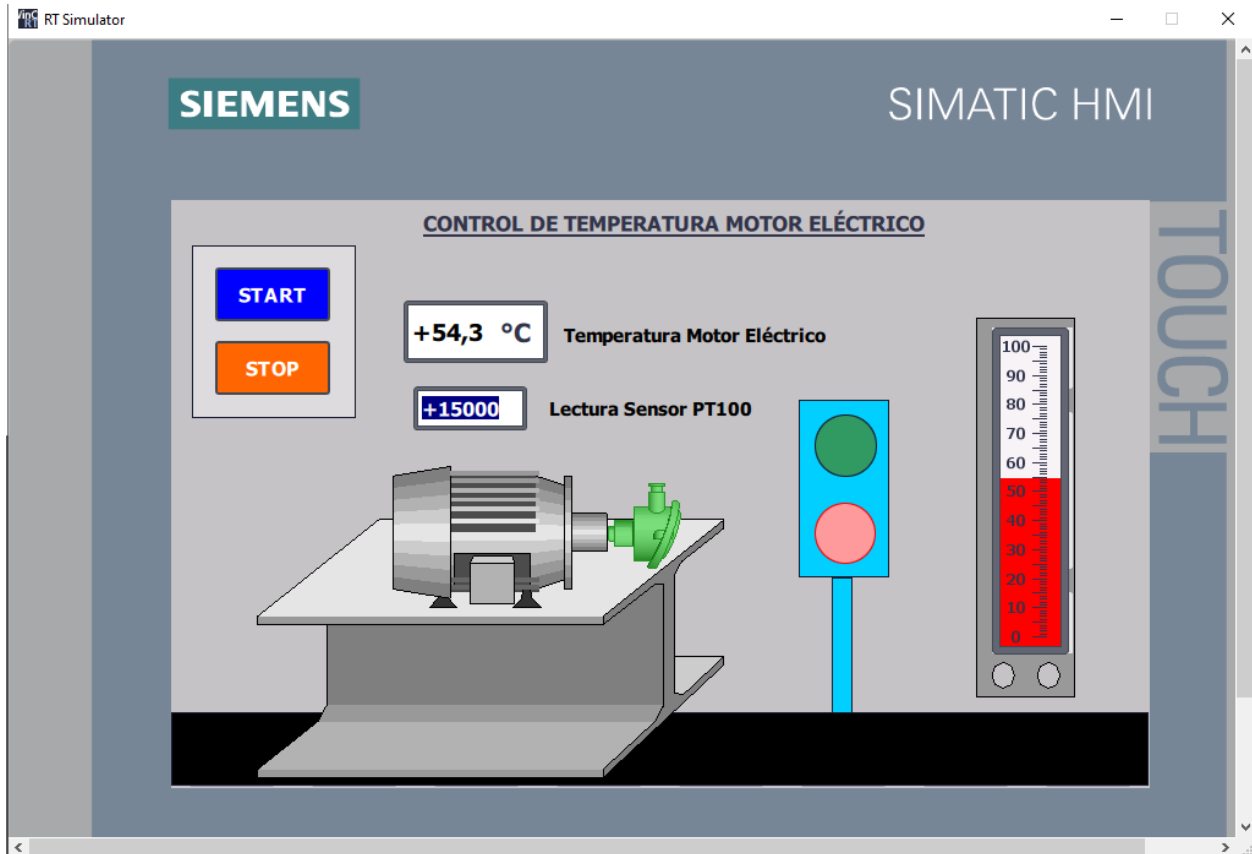 RT Simulator
SIEMENS
SIMATIC HMI
TOUCH
CONTROL DE TEMPERATURA MOTOR ELÉCTRICO
START
STOP
+54,3 °C
Temperatura Motor Eléctrico
+15000
Lectura Sensor PT100
100
90
80
70
60
50
40
30
20
10
0